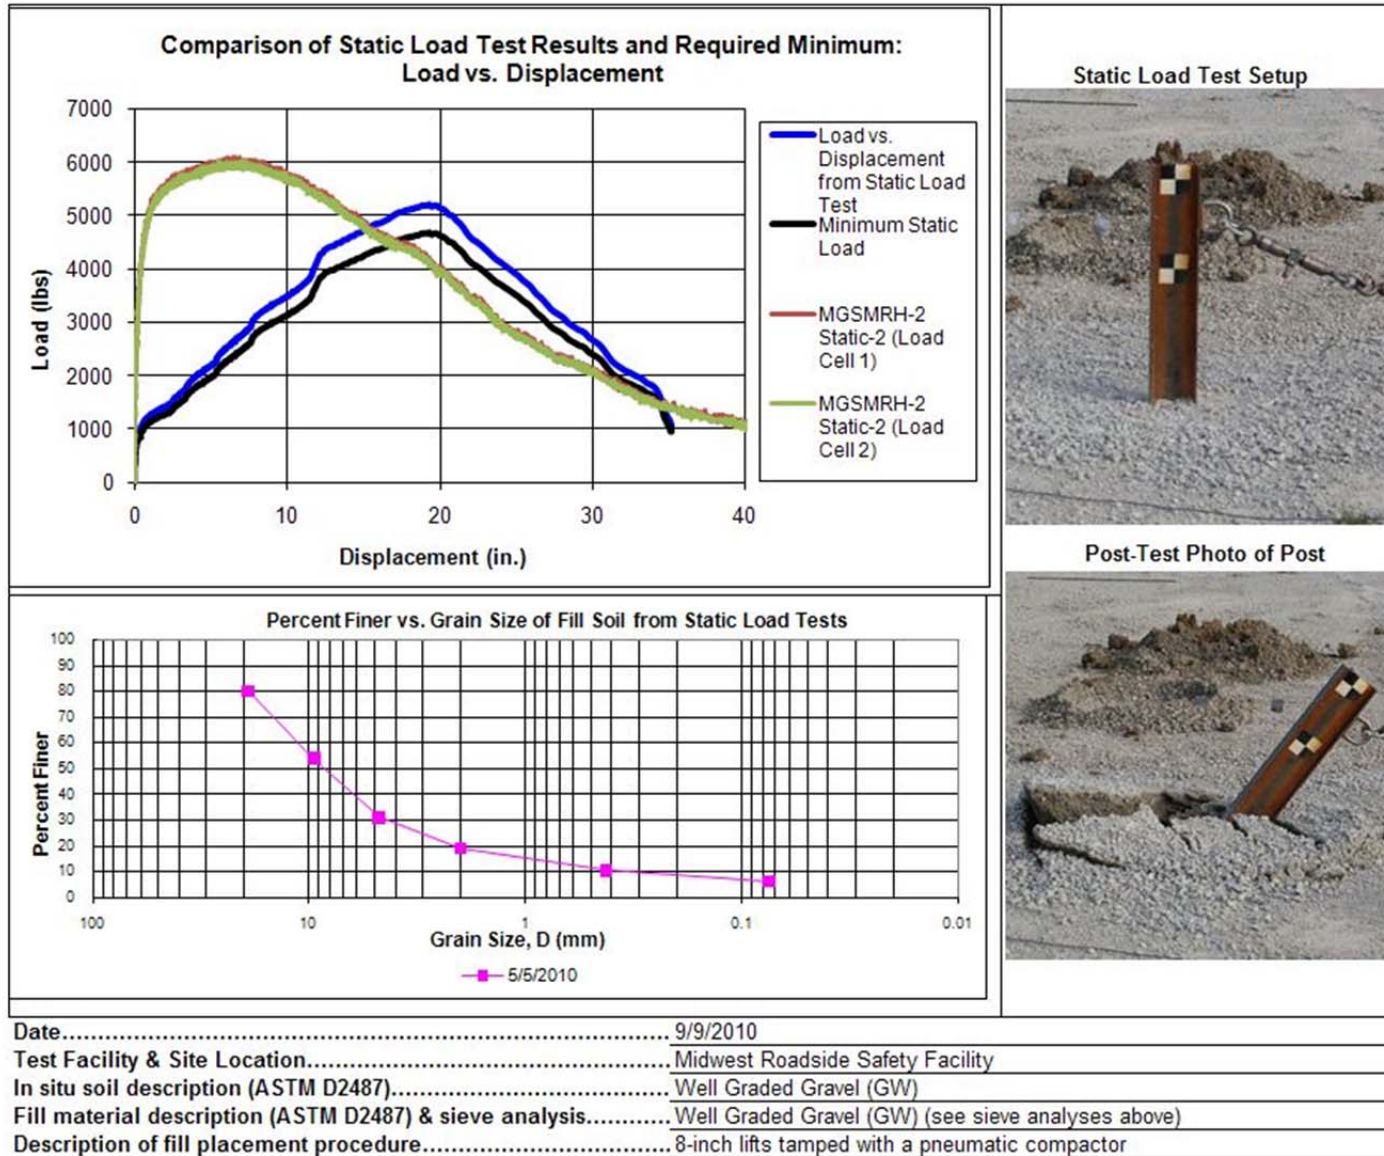 Comparison of Static Load Test Results and Required Minimum:
Load vs. Displacement
7000
6000
5000
4000
3000
2000
1000
0
Load (lbs)
0 10 20 30 40
Displacement (in.)
Load vs.
Displacement
from Static Load
Test
Minimum Static
Load
MGSMRH-2
Static-2 (Load
Cell 1)
MGSMRH-2
Static-2 (Load
Cell 2)
Static Load Test Setup
Post-Test Photo of Post
Percent Finer vs. Grain Size of Fill Soil from Static Load Tests
100
90
80
70
60
50
40
30
20
10
0
Percent Finer
100 10 1 0.1 0.01
Grain Size, D (mm)
5/5/2010
Date.................................................................................... 9/9/2010
Test Facility & Site Location.................................................. Midwest Roadside Safety Facility
In situ soil description (ASTM D2487)...................................... Well Graded Gravel (GW)
Fill material description (ASTM D2487) & sieve analysis............ Well Graded Gravel (GW) (see sieve analyses above)
Description of fill placement procedure.................................. 8-inch lifts tamped with a pneumatic compactor